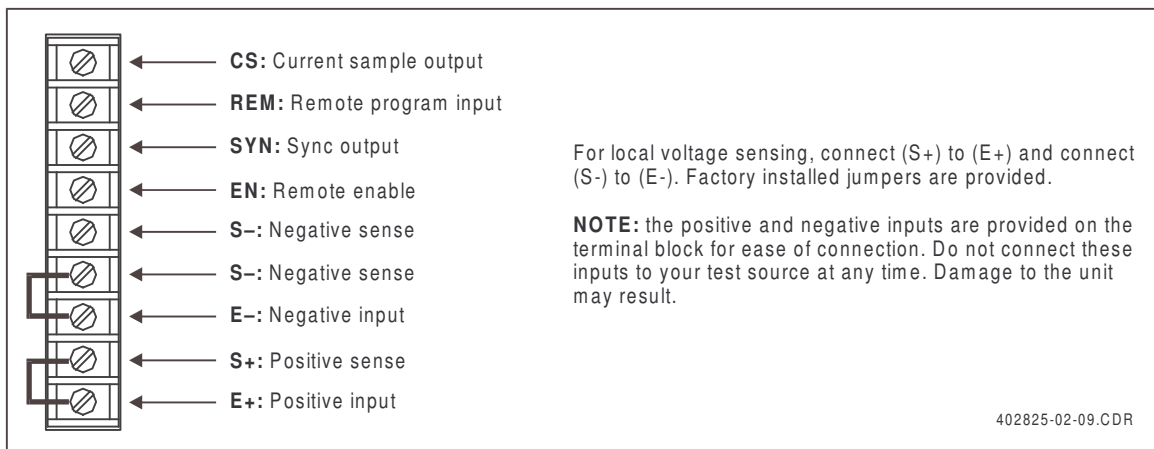 CS: Current sample output
REM: Remote program input
SYN: Sync output
EN: Remote enable
S–: Negative sense
S–: Negative sense
E–: Negative input
S+: Positive sense
E+: Positive input
For local voltage sensing, connect (S+) to (E+) and connect
(S-) to (E-). Factory installed jumpers are provided.
NOTE: the positive and negative inputs are provided on the
terminal block for ease of connection. Do not connect these
inputs to your test source at any time. Damage to the unit
may result.
402825-02-09.CDR